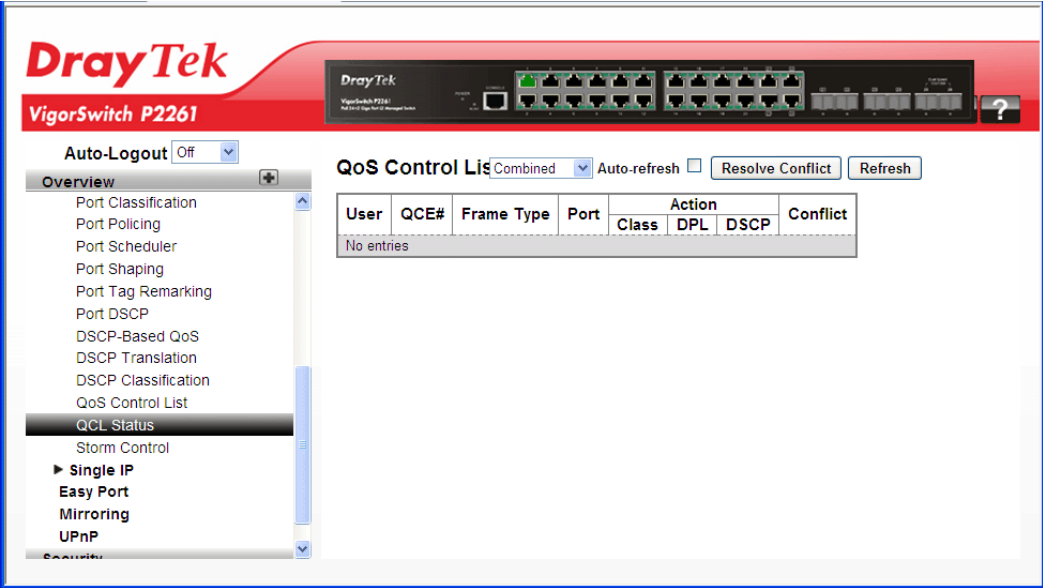 DrayTek
VigorSwitch P2261
DrayTek
VigorSwitch P2261
?
Auto-Logout Off
Overview
Port Classification
Port Policing
Port Scheduler
Port Shaping
Port Tag Remarking
Port DSCP
DSCP-Based QoS
DSCP Translation
DSCP Classification
QoS Control List
QCL Status
Storm Control
Single IP
Easy Port
Mirroring
UPnP
Security
QoS Control Lis Combined Auto-refresh Resolve Conflict Refresh
User QCE# Frame Type Port Action Conflict
Class DPL DSCP
No entries